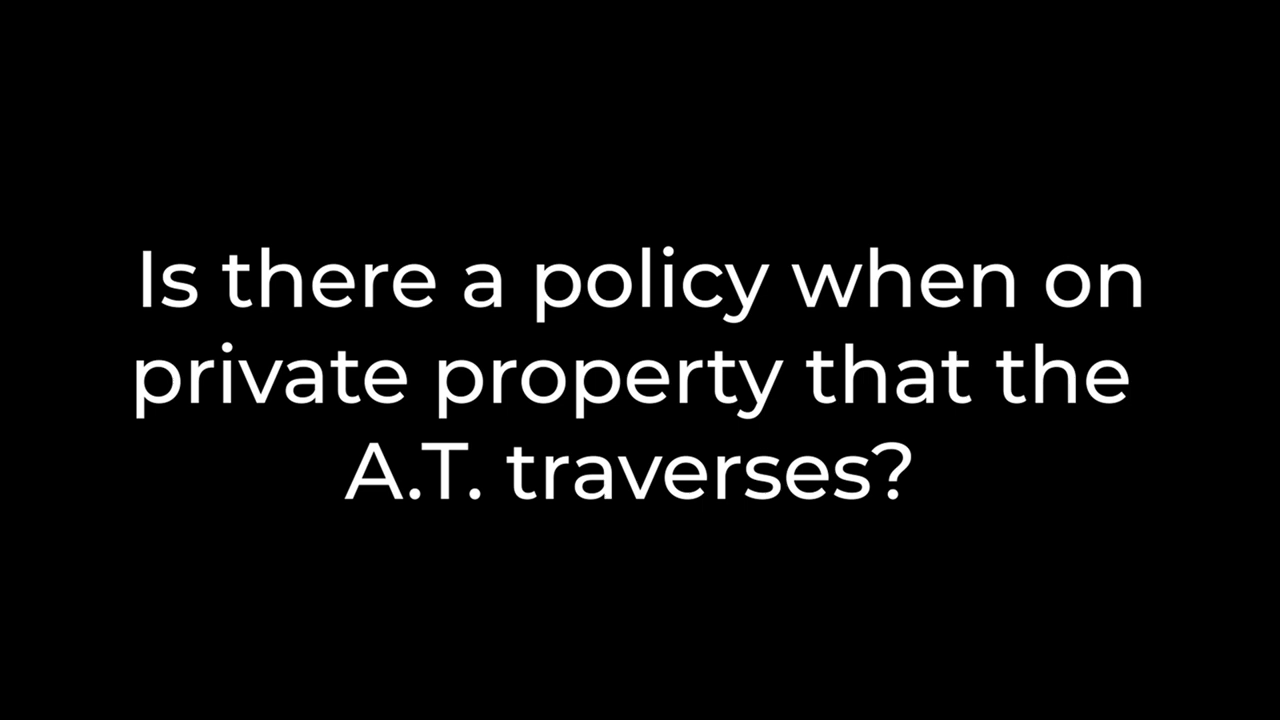 Is there a policy when on
private property that the
A.T. traverses?